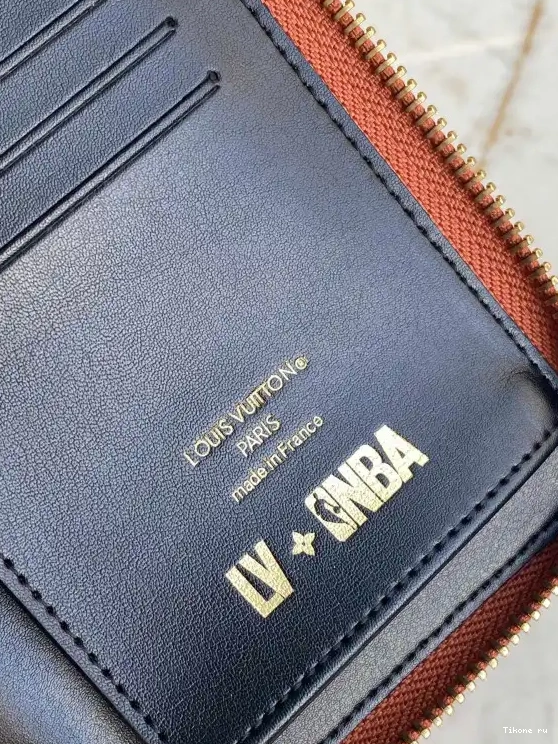 LOUIS VUITTON®
PARIS
made in France
LV NBA
Tikone ru